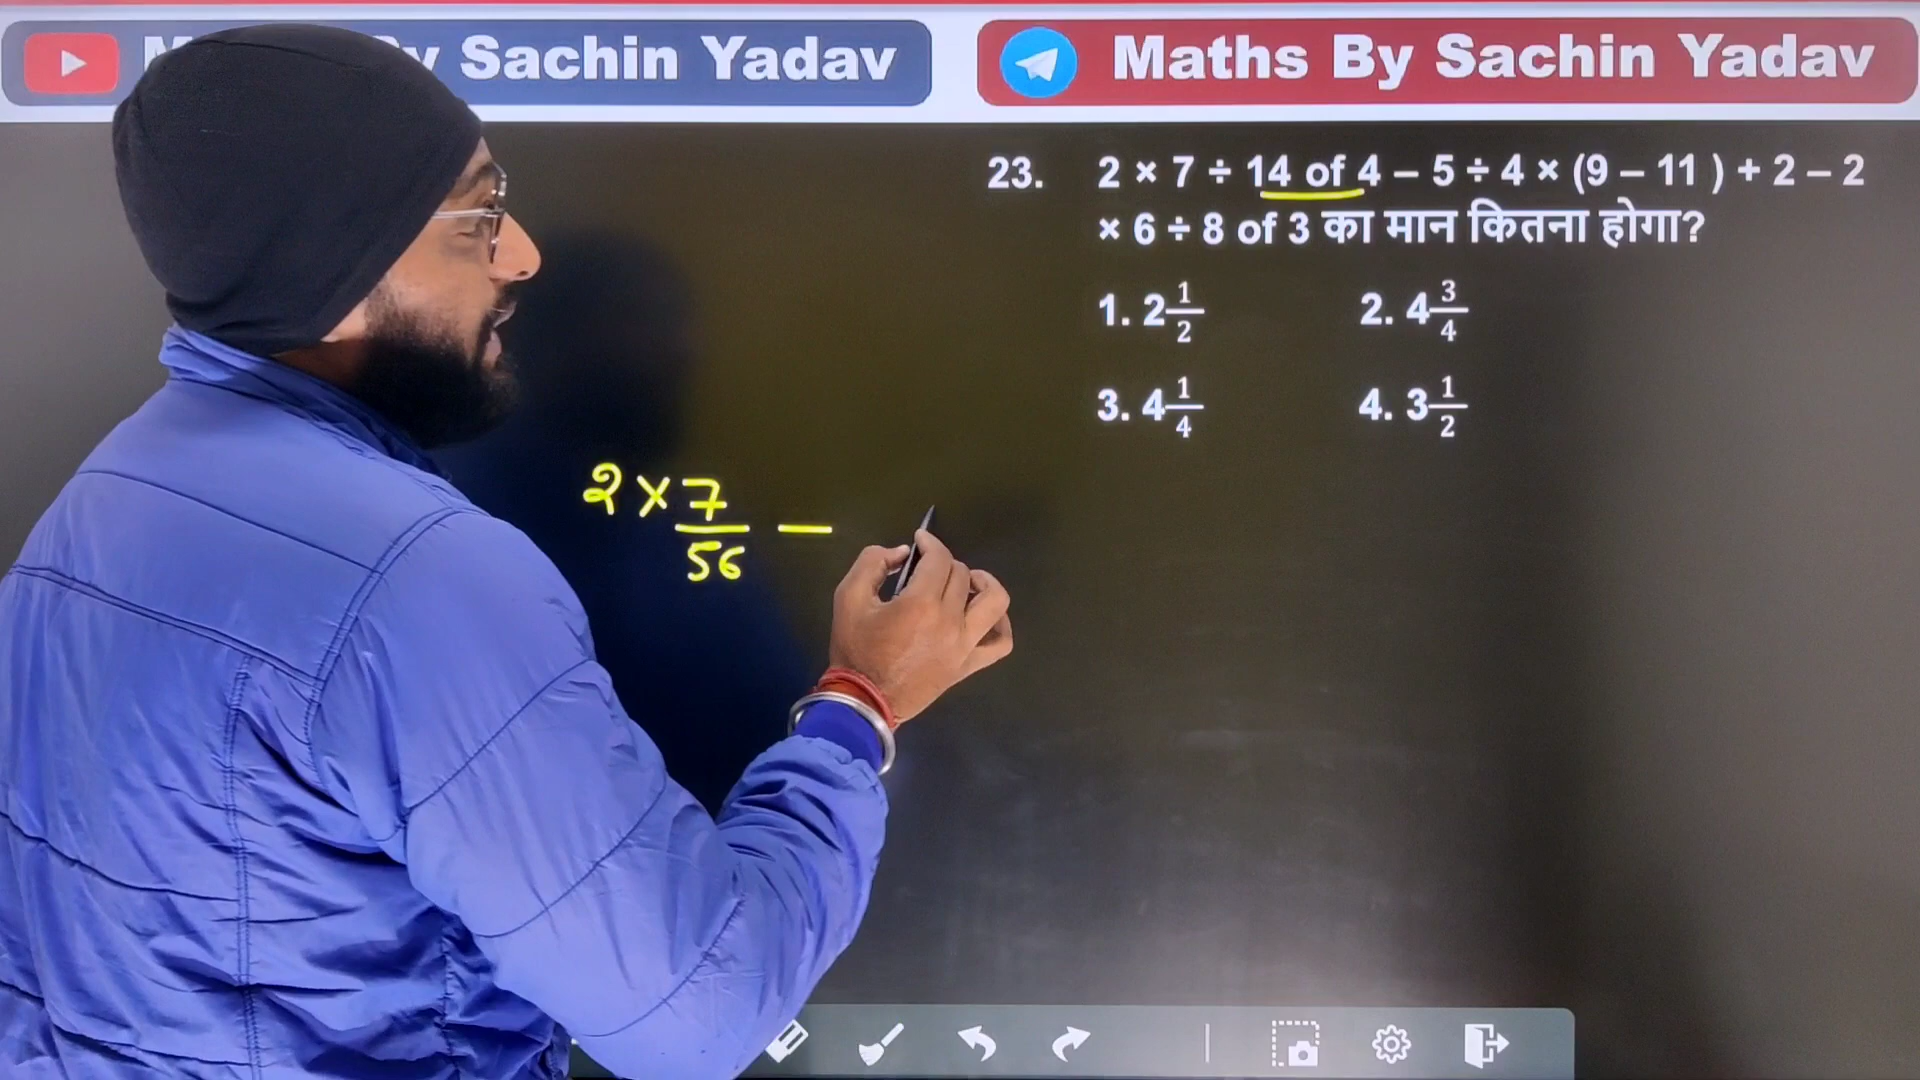 By Sachin Yadav
Maths By Sachin Yadav
23. 2 × 7 ÷ 14 of 4 – 5 ÷ 4 × (9 – 11 ) + 2 – 2
× 6 ÷ 8 of 3 का मान कितना होगा?
1. 2 1/2 2. 4 3/4
3. 4 1/4 4. 3 1/2
2 × 7/56 –